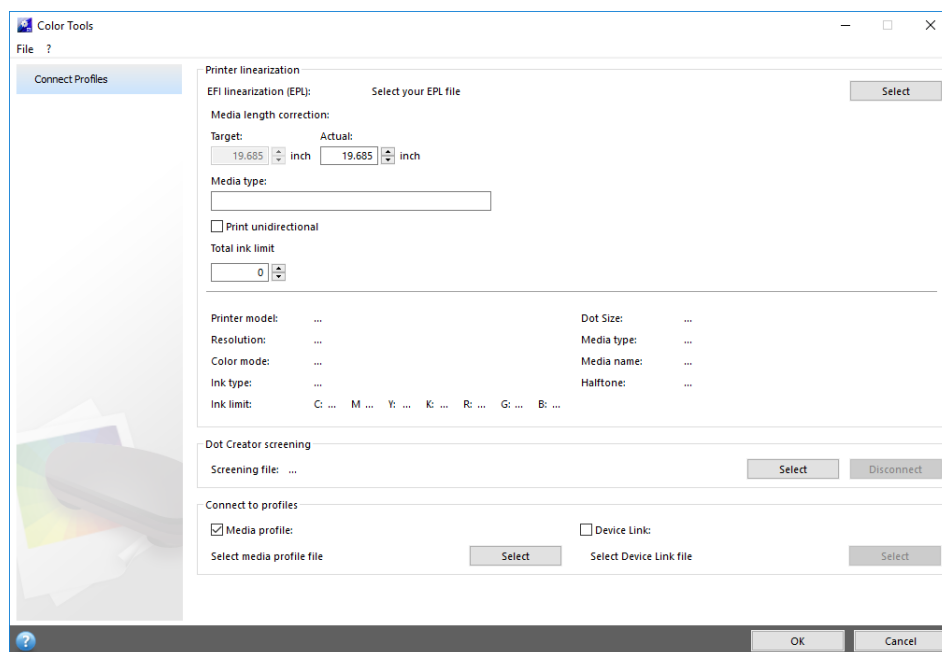 Color Tools
File ?
Connect Profiles
Printer linearization
EFI linearization (EPL): Select your EPL file Select
Media length correction:
Target: Actual:
19.685 inch 19.685 inch
Media type:
Print unidirectional
Total ink limit
0
Printer model: ... Dot Size: ...
Resolution: ... Media type: ...
Color mode: ... Media name: ...
Ink type: ... Halftone: ...
Ink limit: C: ... M ... Y: ... K: ... R: ... G: ... B: ...
Dot Creator screening
Screening file: ... Select Disconnect
Connect to profiles
Media profile: Device Link:
Select media profile file Select Select Device Link file Select
? OK Cancel